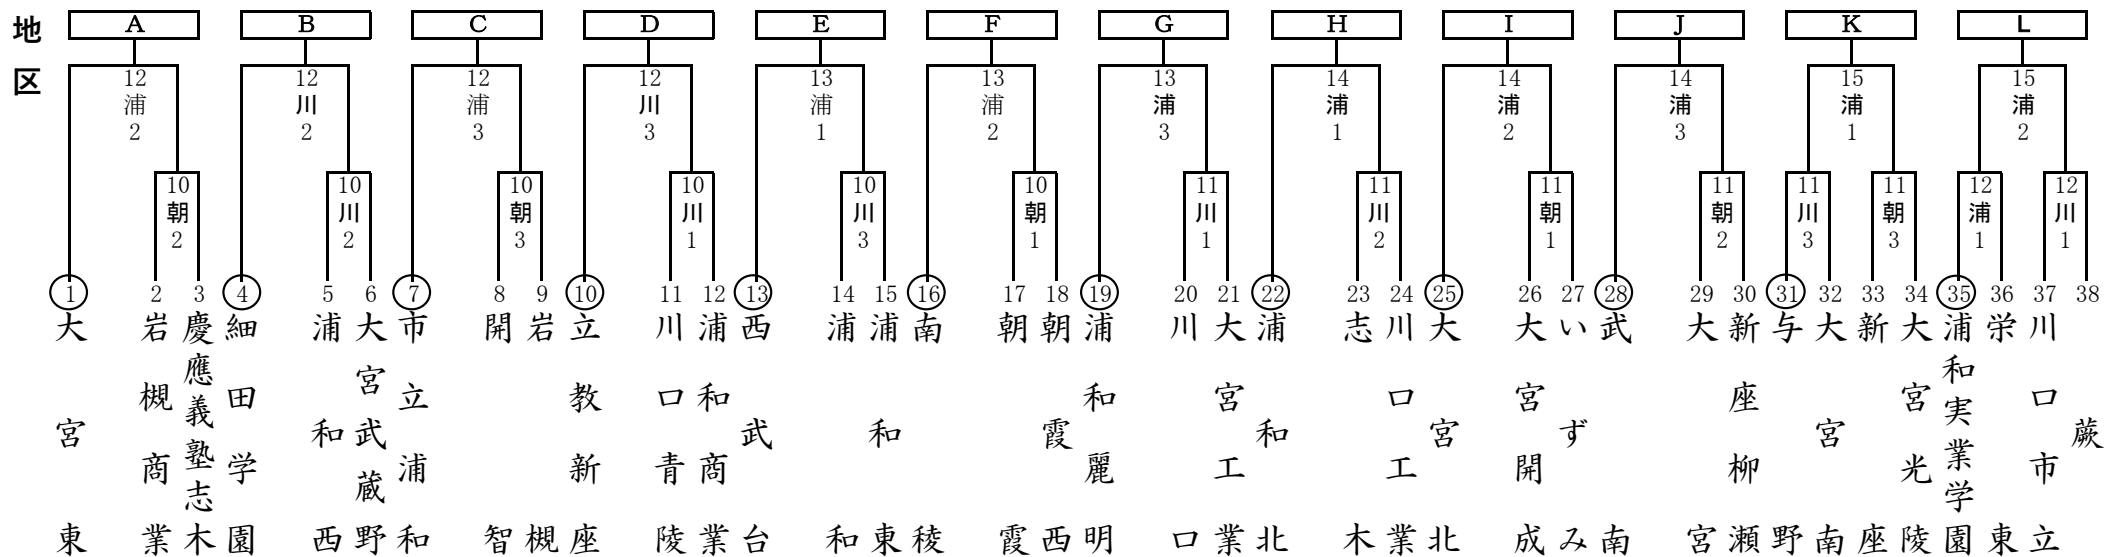 地区
A B C D E F G H I J K L
12 浦 2
12 川 2
12 浦 3
12 川 3
13 浦 1
13 浦 2
13 浦 3
14 浦 1
14 浦 2
14 浦 3
15 浦 1
15 浦 2
10 朝 2
10 川 2
10 朝 3
10 川 1
10 川 3
10 朝 1
11 川 1
11 川 2
11 朝 1
11 朝 2
11 川 3
11 朝 3
12 浦 1
12 川 1
1 大宮東
2 岩槻商業
3 慶應義塾志木
4 細田学園
5 浦和西
6 大宮武蔵野
7 市立浦和
8 開智
9 岩槻
10 立教新座
11 川口青陵
12 浦和商業
13 西武台
14 浦和
15 浦和東
16 南稜
17 朝霞
18 朝霞西
19 浦和麗明
20 川口
21 大宮工業
22 浦和北
23 志木
24 川口工業
25 大宮北
26 大宮開成
27 いずみ
28 武南
29 大宮
30 新座柳瀬
31 与野
32 大宮南
33 新座
34 大宮光陵
35 浦和実業学園
36 栄東
37 川口市立
38 蕨